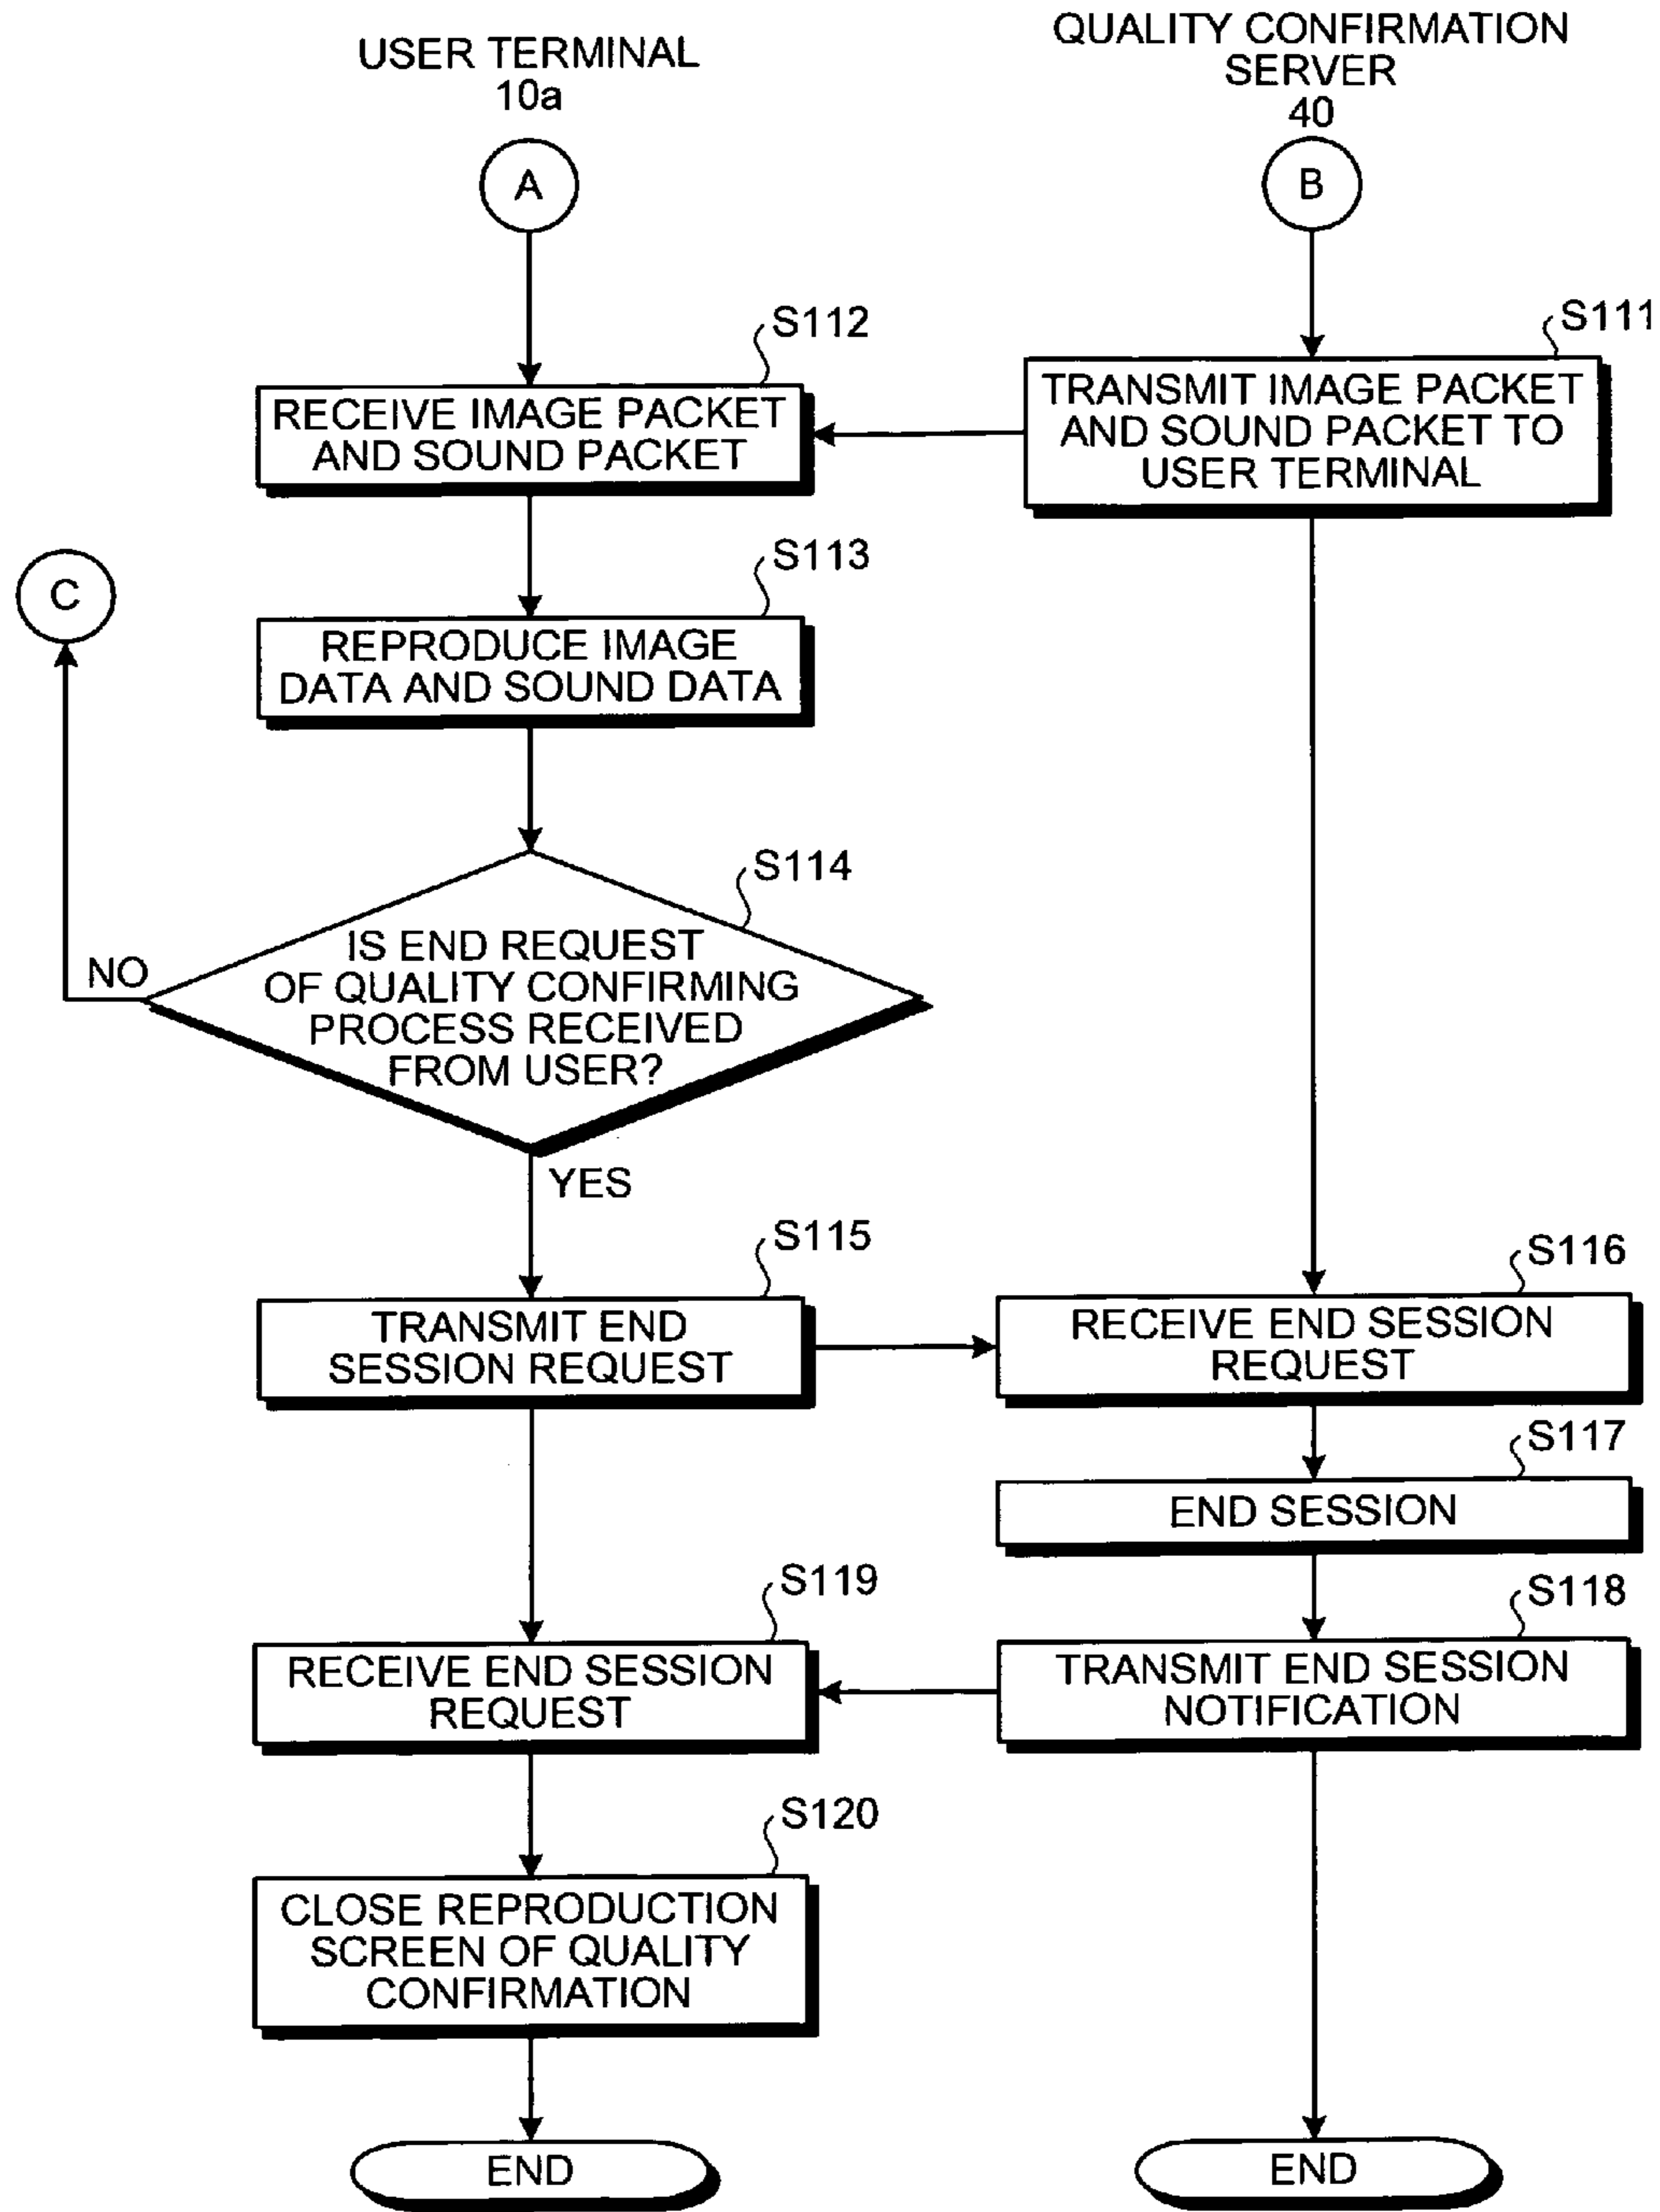 USER TERMINAL
10a
QUALITY CONFIRMATION
SERVER
40
A
B
S112
RECEIVE IMAGE PACKET
AND SOUND PACKET
S111
TRANSMIT IMAGE PACKET
AND SOUND PACKET TO
USER TERMINAL
C
S113
REPRODUCE IMAGE
DATA AND SOUND DATA
S114
IS END REQUEST
OF QUALITY CONFIRMING
PROCESS RECEIVED
FROM USER?
NO
YES
S115
TRANSMIT END
SESSION REQUEST
S116
RECEIVE END SESSION
REQUEST
S117
END SESSION
S119
RECEIVE END SESSION
REQUEST
S118
TRANSMIT END SESSION
NOTIFICATION
S120
CLOSE REPRODUCTION
SCREEN OF QUALITY
CONFIRMATION
END
END